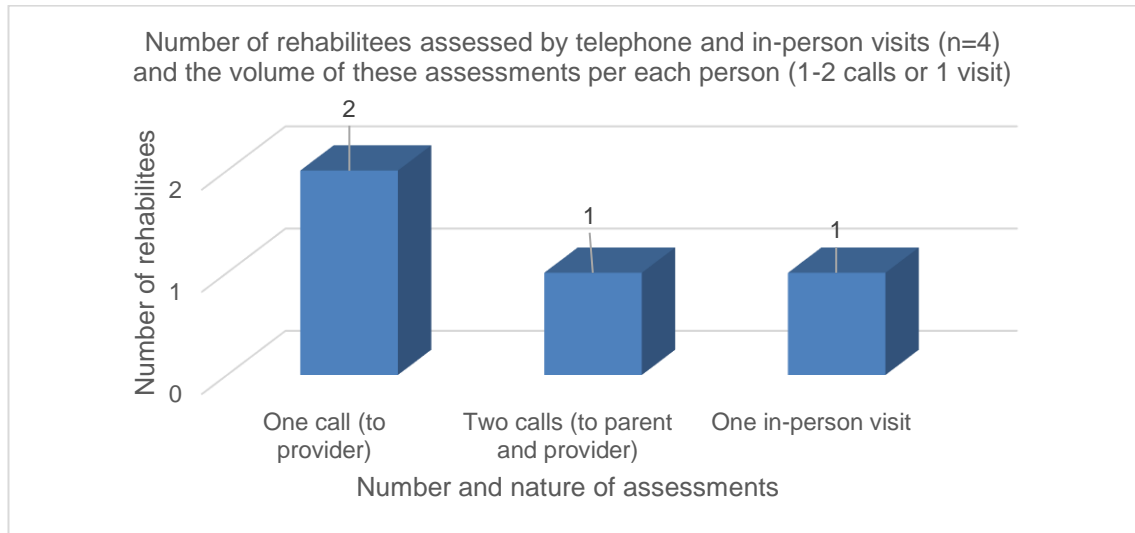 Number of rehabilitees assessed by telephone and in-person visits (n=4)
and the volume of these assessments per each person (1-2 calls or 1 visit)
Number of rehabilitees
2
1
0
2
1
1
One call (to
provider)
Two calls (to parent
and provider)
One in-person visit
Number and nature of assessments